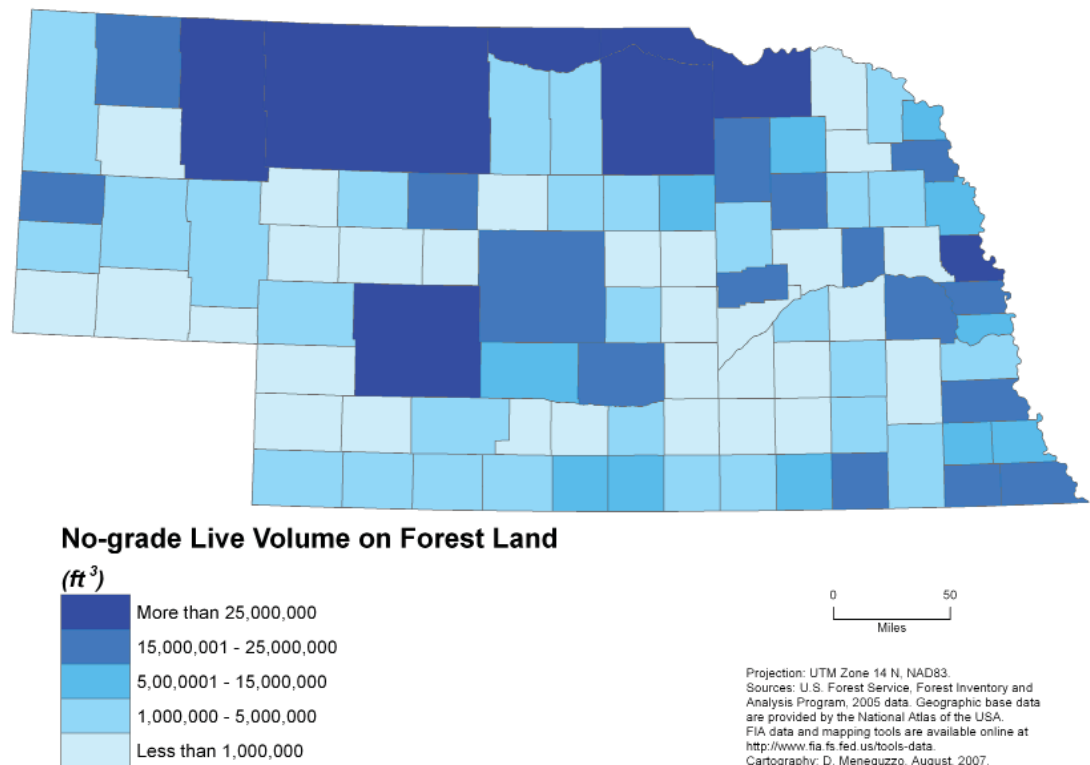 No-grade Live Volume on Forest Land
(ft³)
More than 25,000,000
15,000,001 - 25,000,000
5,00,0001 - 15,000,000
1,000,000 - 5,000,000
Less than 1,000,000
0 50
Miles
Projection: UTM Zone 14 N, NAD83.
Sources: U.S. Forest Service, Forest Inventory and
Analysis Program, 2005 data. Geographic base data
are provided by the National Atlas of the USA.
FIA data and mapping tools are available online at
http://www.fia.fs.fed.us/tools-data.
Cartography: D. Meneguzzo, August, 2007.